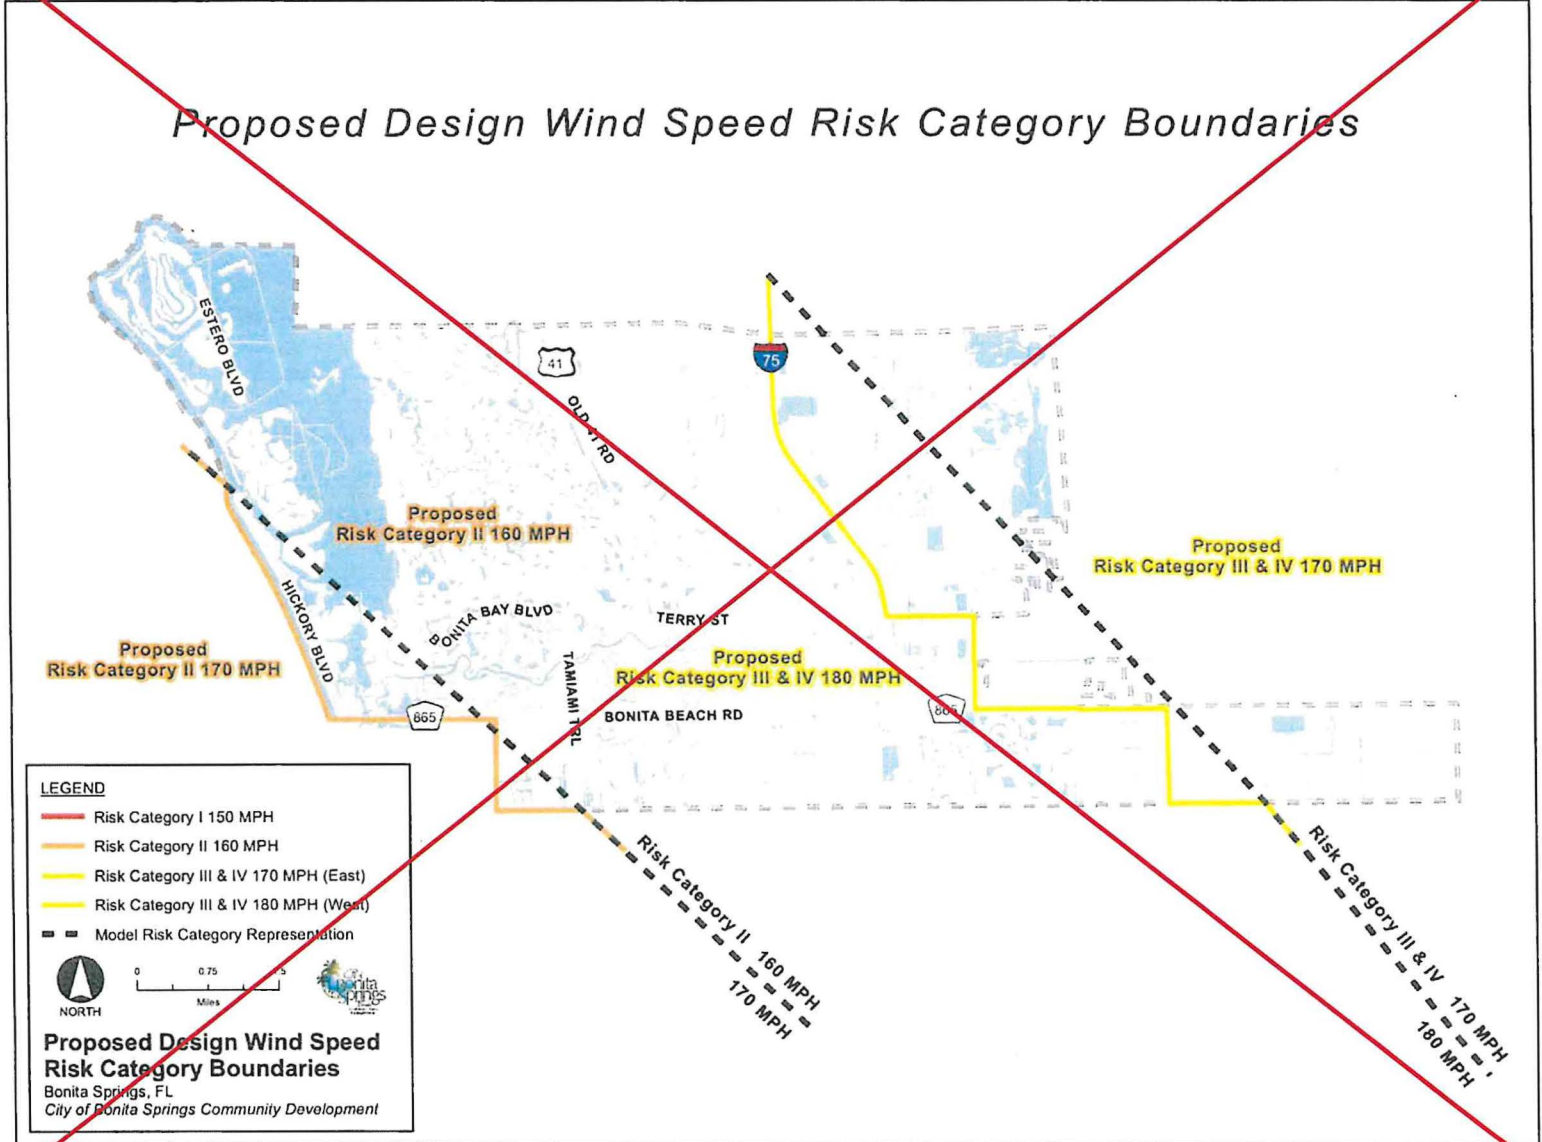 Proposed Design Wind Speed Risk Category Boundaries
ESTERO BLVD
41
75
OLD 41 RD
Proposed
Risk Category II 160 MPH
Proposed
Risk Category III & IV 170 MPH
HICKORY BLVD
BONITA BAY BLVD
TERRY ST
Proposed
Risk Category II 170 MPH
Proposed
Risk Category III & IV 180 MPH
TAMIAMI TRL
865
BONITA BEACH RD
865
LEGEND
Risk Category I 150 MPH
Risk Category II 160 MPH
Risk Category III & IV 170 MPH (East)
Risk Category III & IV 180 MPH (West)
Model Risk Category Representation
NORTH
0 0.75
Miles
Bonita
Springs
Proposed Design Wind Speed
Risk Category Boundaries
Bonita Springs, FL
City of Bonita Springs Community Development
Risk Category II 160 MPH
170 MPH
Risk Category III & IV 170 MPH
180 MPH